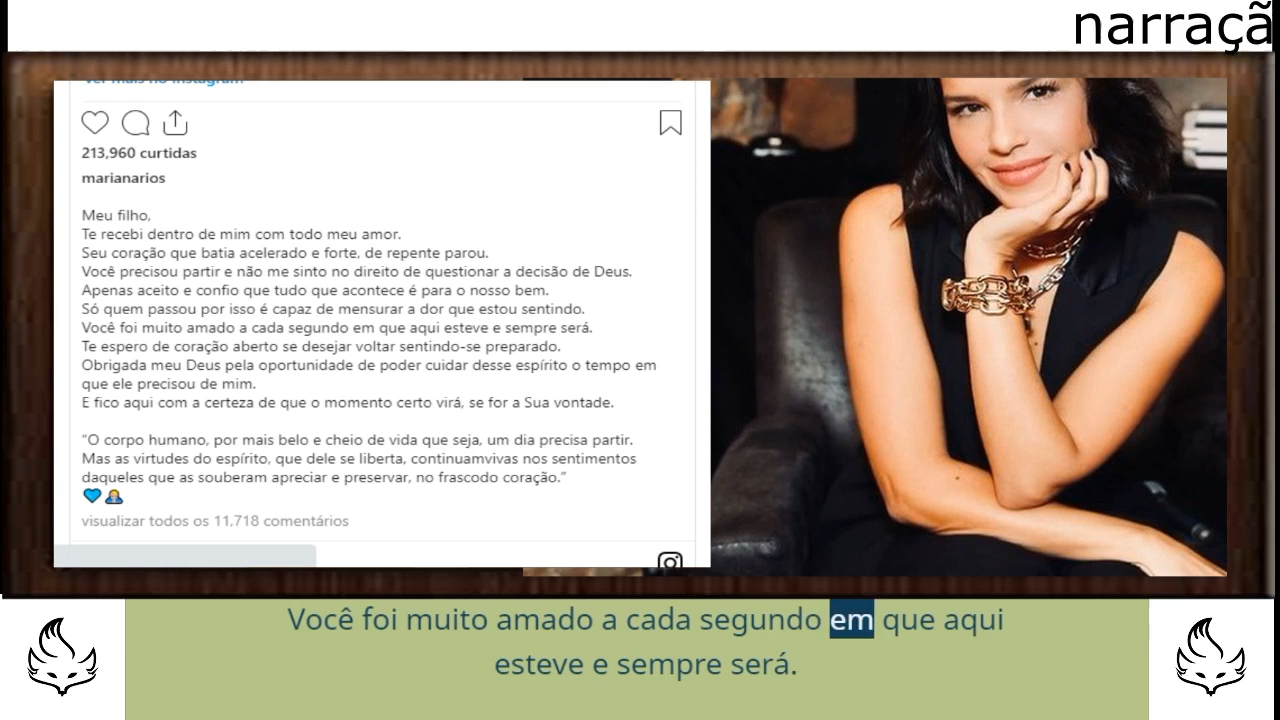 narraçã
Ver mais no Instagram
213,960 curtidas
marianarios
Meu filho,
Te recebi dentro de mim com todo meu amor.
Seu coração que batia acelerado e forte, de repente parou.
Você precisou partir e não me sinto no direito de questionar a decisão de Deus.
Apenas aceito e confio que tudo que acontece é para o nosso bem.
Só quem passou por isso é capaz de mensurar a dor que estou sentindo.
Você foi muito amado a cada segundo em que aqui esteve e sempre será.
Te espero de coração aberto se desejar voltar sentindo-se preparado.
Obrigada meu Deus pela oportunidade de poder cuidar desse espírito o tempo em
que ele precisou de mim.
E fico aqui com a certeza de que o momento certo virá, se for a Sua vontade.
“O corpo humano, por mais belo e cheio de vida que seja, um dia precisa partir.
Mas as virtudes do espírito, que dele se liberta, continuamvivas nos sentimentos
daqueles que as souberam apreciar e preservar, no frascodo coração.”
visualizar todos os 11,718 comentários
Você foi muito amado a cada segundo em que aqui
esteve e sempre será.